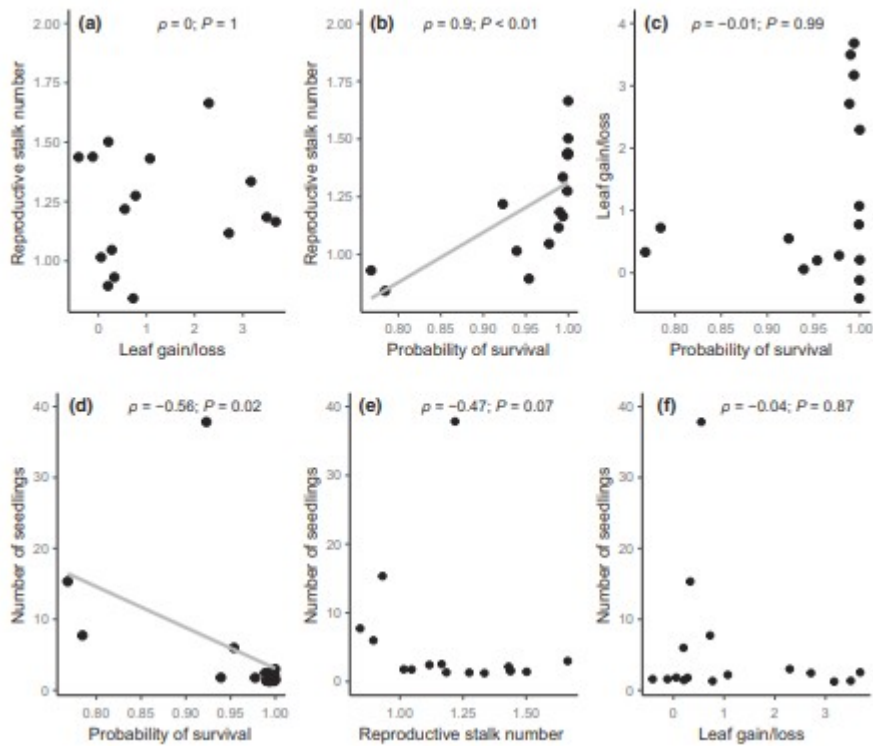 (a) ρ = 0; P = 1
2.00
1.75
1.50
1.25
1.00
Reproductive stalk number
0 1 2 3
Leaf gain/loss
(b) ρ = 0.9; P < 0.01
2.00
1.75
1.50
1.25
1.00
Reproductive stalk number
0.80 0.85 0.90 0.95 1.00
Probability of survival
(c) ρ = −0.01; P = 0.99
4
3
2
1
0
Leaf gain/loss
0.80 0.85 0.90 0.95 1.00
Probability of survival
(d) ρ = −0.56; P = 0.02
40
30
20
10
0
Number of seedlings
0.80 0.85 0.90 0.95 1.00
Probability of survival
(e) ρ = −0.47; P = 0.07
40
30
20
10
0
Number of seedlings
1.00 1.25 1.50
Reproductive stalk number
(f) ρ = −0.04; P = 0.87
40
30
20
10
0
Number of seedlings
0 1 2 3
Leaf gain/loss